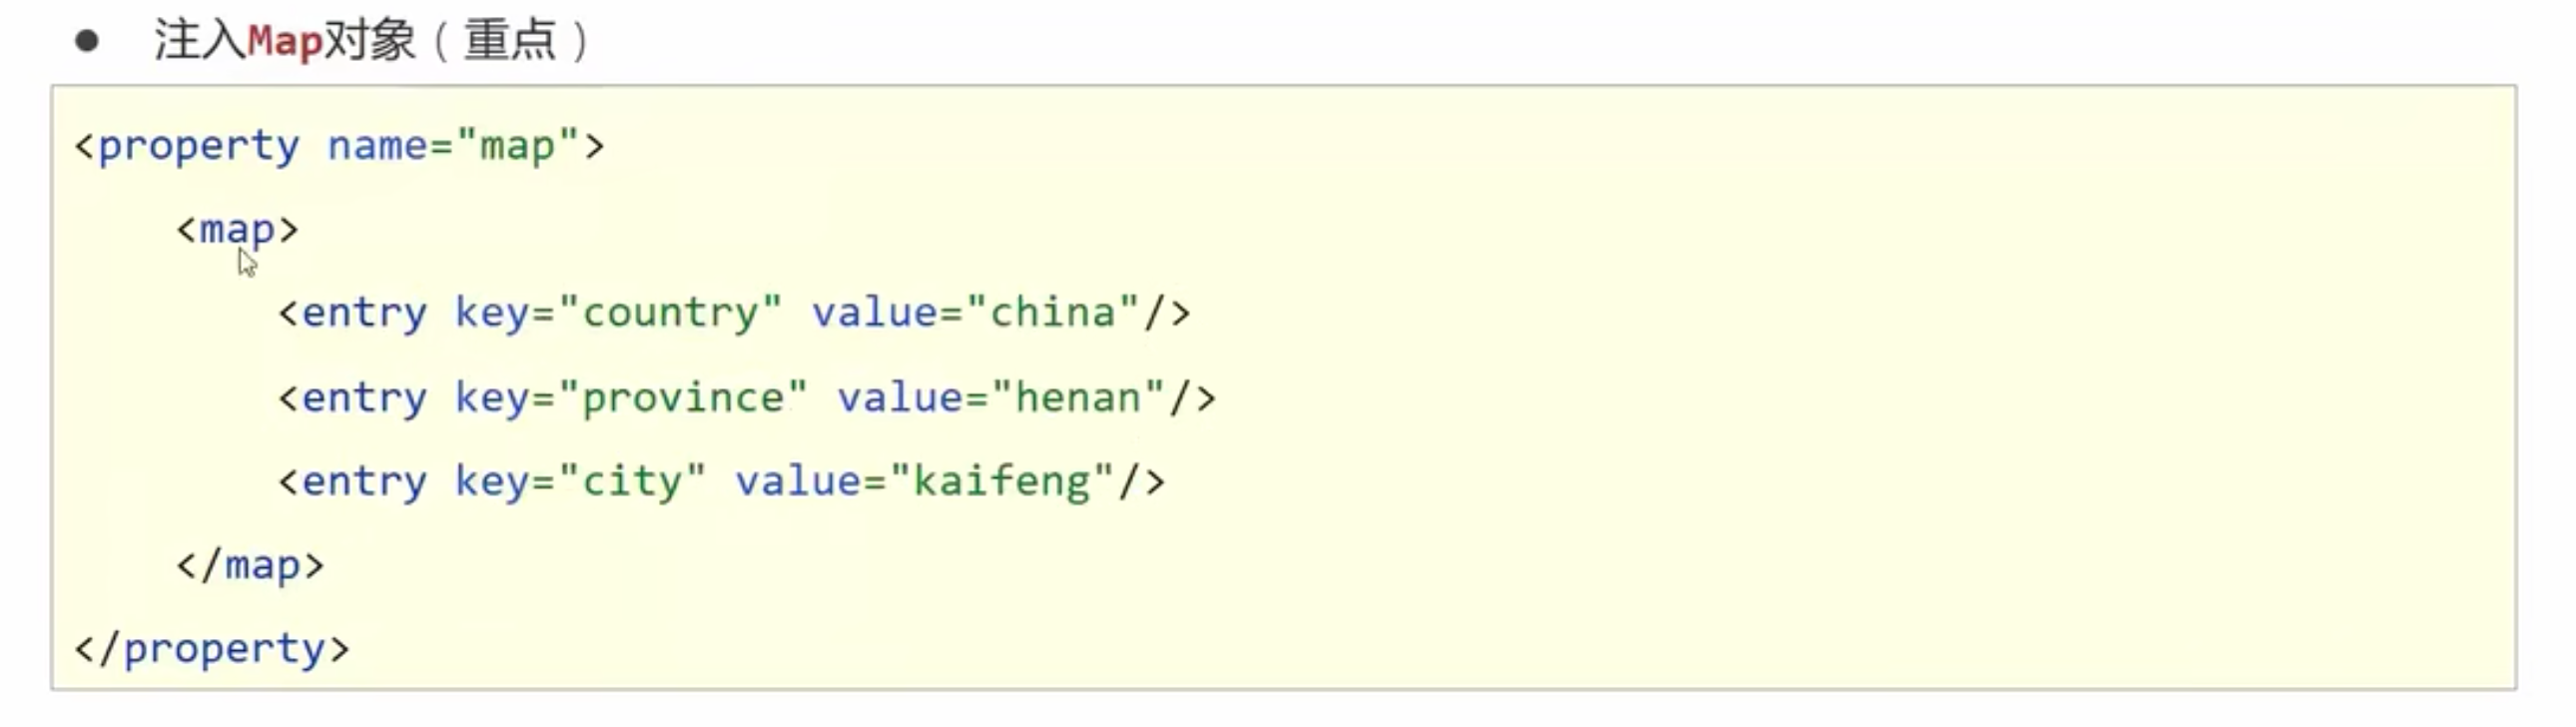 ● 注入Map对象（重点）
<property name="map">
    <map>
        <entry key="country" value="china"/>
        <entry key="province" value="henan"/>
        <entry key="city" value="kaifeng"/>
    </map>
</property>